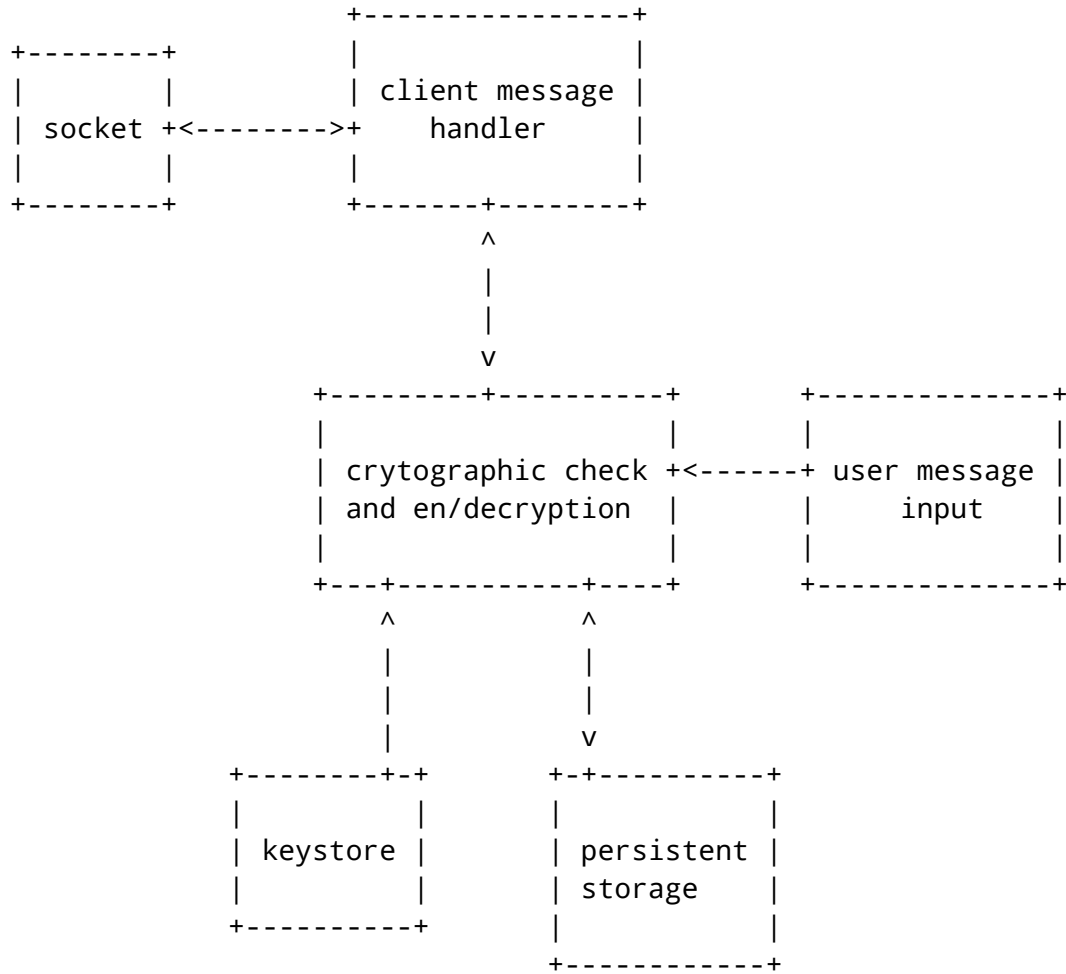 client message
socket
handler
crytographic check
and en/decryption
user message
input
keystore
persistent
storage